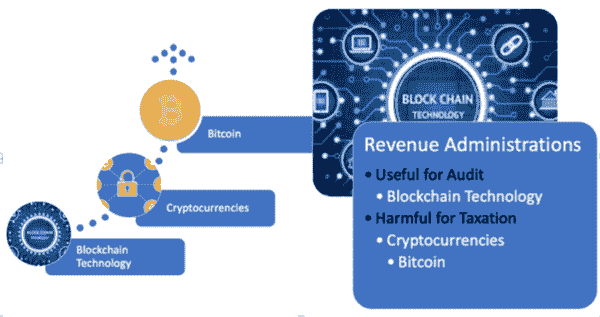 Bitcoin
Cryptocurrencies
BLOCK CHAIN
TECHNOLOGY
Blockchain
Technology
BLOCK CHAIN
TECHNOLOGY
Revenue Administrations
• Useful for Audit
• Blockchain Technology
• Harmful for Taxation
• Cryptocurrencies
• Bitcoin